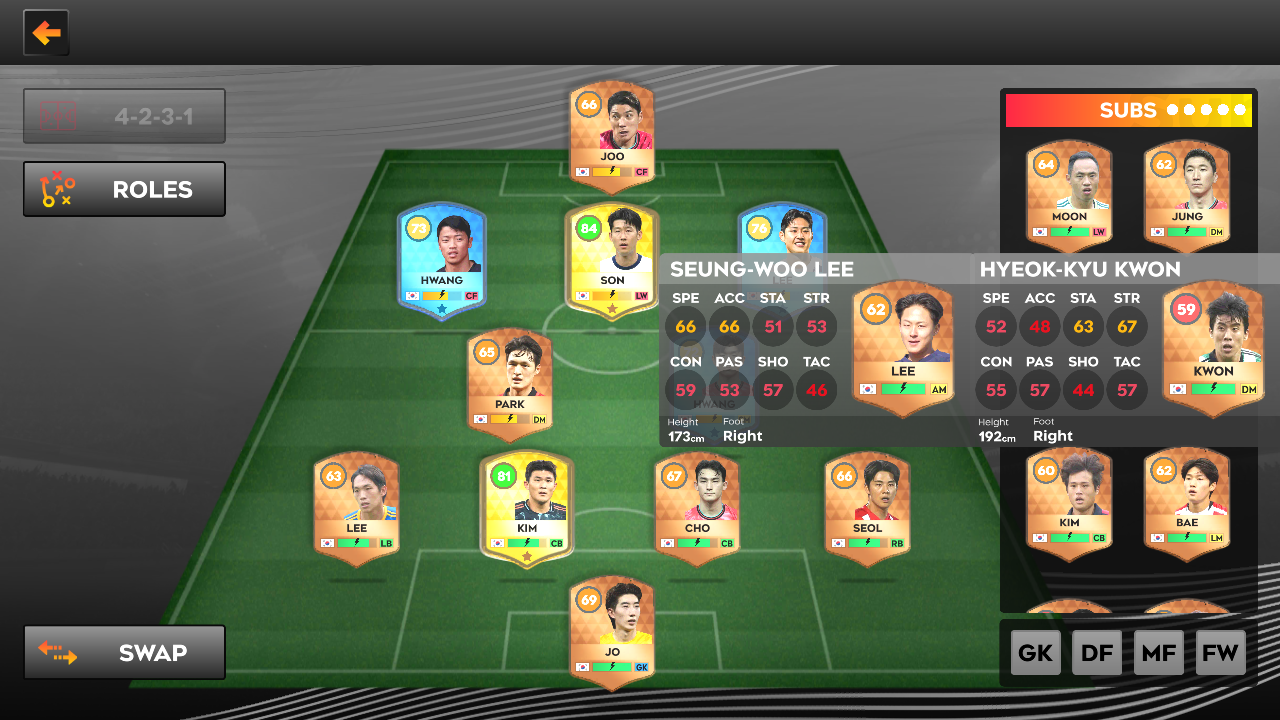 4-2-3-1
ROLES
SWAP
66
JOO
CF
73
HWANG
CF
84
SON
LW
76
LEE
65
PARK
DM
HWANG
63
LEE
LB
81
KIM
CB
67
CHO
CB
66
SEOL
RB
69
JO
GK
SUBS
64
MOON
LW
62
JUNG
DM
SEUNG-WOO LEE
SPE ACC STA STR
66 66 51 53
CON PAS SHO TAC
59 53 57 46
Height Foot
173cm Right
62
LEE
AM
HYEOK-KYU KWON
SPE ACC STA STR
52 48 63 67
CON PAS SHO TAC
55 57 44 57
Height Foot
192cm Right
59
KWON
DM
60
KIM
CB
62
BAE
LM
GK DF MF FW